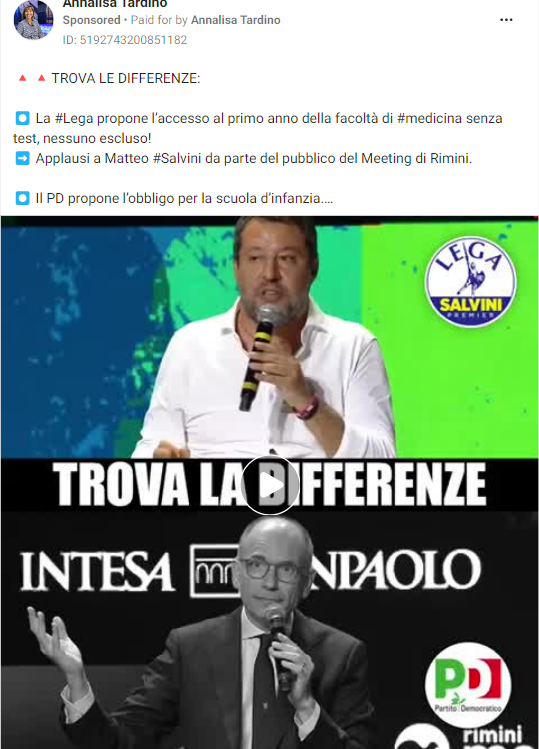 Annalisa Tardino
Sponsored • Paid for by Annalisa Tardino
ID: 5192743200851182
🔺 🔺 TROVA LE DIFFERENZE:
⏺ La #Lega propone l'accesso al primo anno della facoltà di #medicina senza
test, nessuno escluso!
➡ Applausi a Matteo #Salvini da parte del pubblico del Meeting di Rimini.
⏺ Il PD propone l'obbligo per la scuola d'infanzia....
LEGA
SALVINI
PREMIER
TROVA LA DIFFERENZE
INTESA NPAOLO
PD
Partito Democratico
rimini